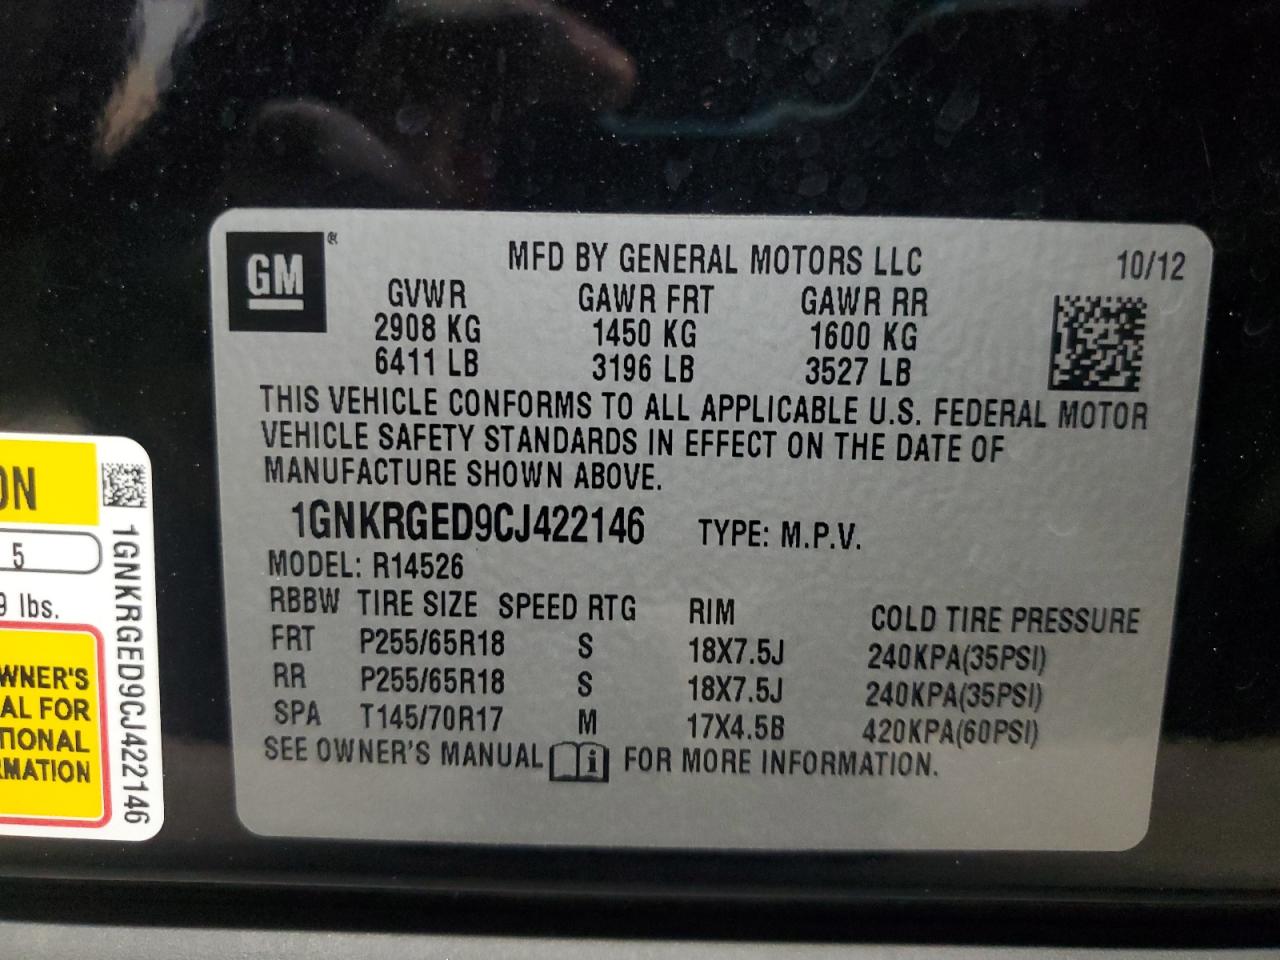 GM
®
MFD BY GENERAL MOTORS LLC 10/12
GVWR GAWR FRT GAWR RR
2908 KG 1450 KG 1600 KG
6411 LB 3196 LB 3527 LB
THIS VEHICLE CONFORMS TO ALL APPLICABLE U.S. FEDERAL MOTOR
VEHICLE SAFETY STANDARDS IN EFFECT ON THE DATE OF
MANUFACTURE SHOWN ABOVE.
1GNKRGED9CJ422146 TYPE: M.P.V.
MODEL: R14526
RBBW TIRE SIZE SPEED RTG RIM COLD TIRE PRESSURE
FRT P255/65R18 S 18X7.5J 240KPA(35PSI)
RR P255/65R18 S 18X7.5J 240KPA(35PSI)
SPA T145/70R17 M 17X4.5B 420KPA(60PSI)
SEE OWNER'S MANUAL i FOR MORE INFORMATION.
ON
5
9 lbs.
WNER'S
AL FOR
TIONAL
RMATION
1GNKRGED9CJ422146